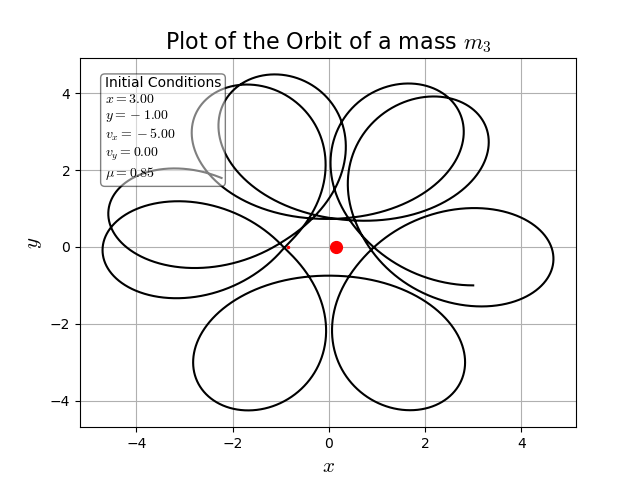 Plot of the Orbit of a mass m₃
Initial Conditions
x = 3.00
y = −1.00
vₓ = −5.00
v_y = 0.00
μ = 0.85
y
4
2
0
−2
−4
−4 −2 0 2 4
x